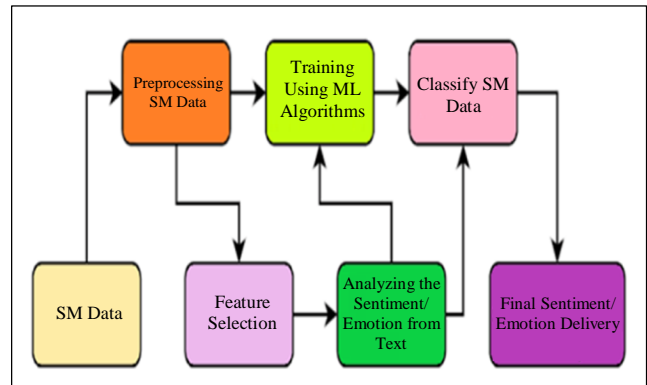 Preprocessing
SM Data
Training
Using ML
Algorithms
Classify SM
Data
SM Data
Feature
Selection
Analyzing the
Sentiment/
Emotion from
Text
Final Sentiment/
Emotion Delivery